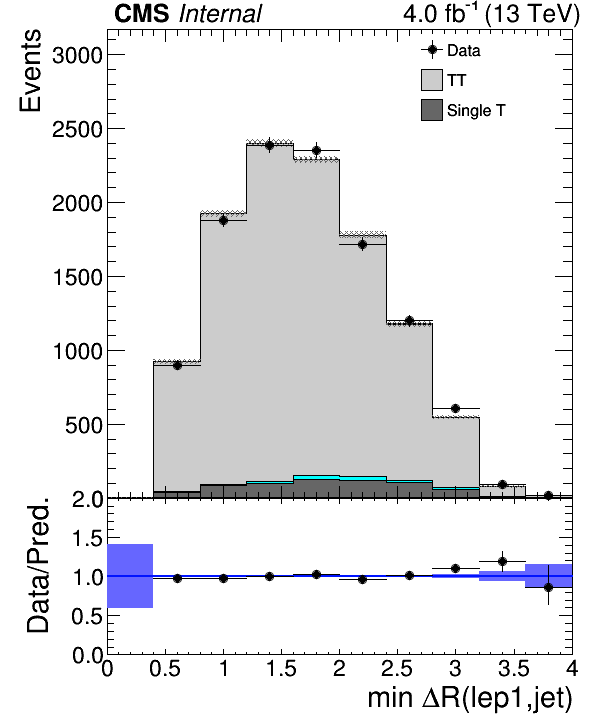 CMS Internal 4.0 fb⁻¹ (13 TeV)
Events
3000
2500
2000
1500
1000
500
Data
TT
Single T
Data/Pred.
2.0
1.5
1.0
0.5
0.0
0 0.5 1 1.5 2 2.5 3 3.5 4
min ΔR(lep1,jet)